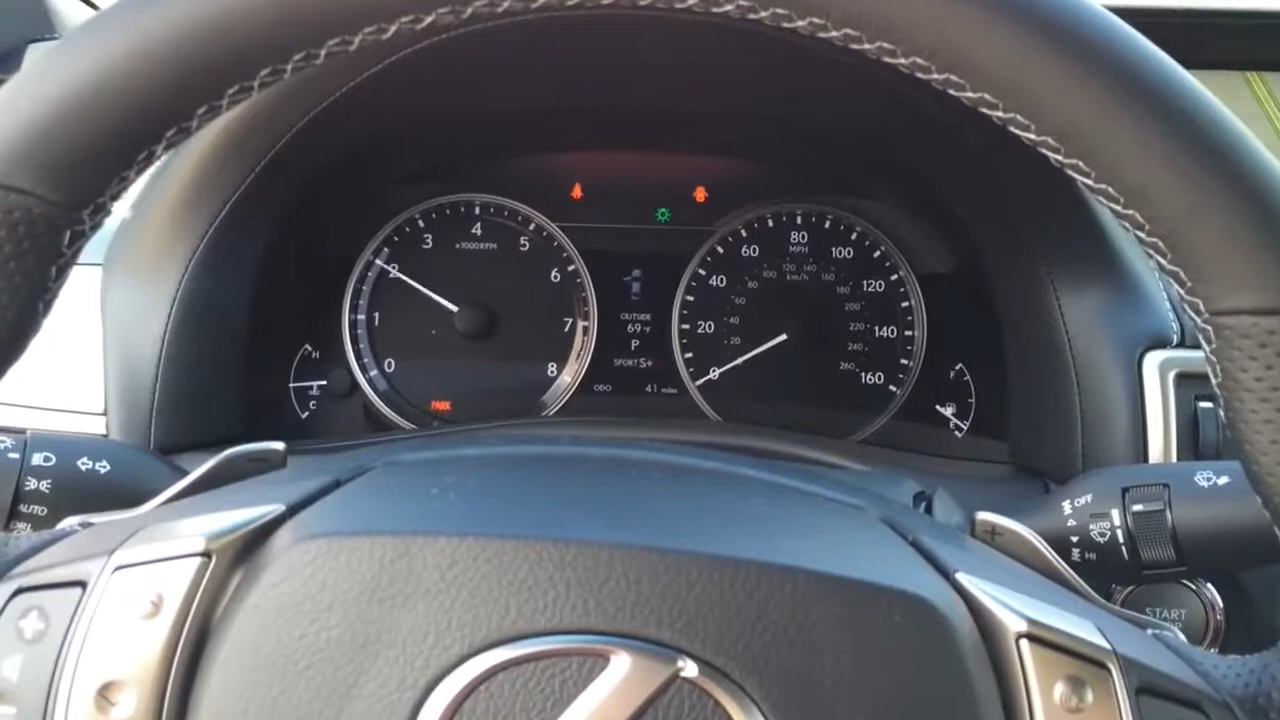 4
3
5
x1000RPM
2
6
1
7
0
8
PARK
H
C
OUTSIDE
69°F
P
SPORT S+
ODO 41 miles
80
MPH
60
100
40
120
20
140
0
160
120 140
100
160
km/h
80
180
60
200
40
220
20
240
260
F
E
AUTO
DRL
OFF
AUTO
HI
+
START